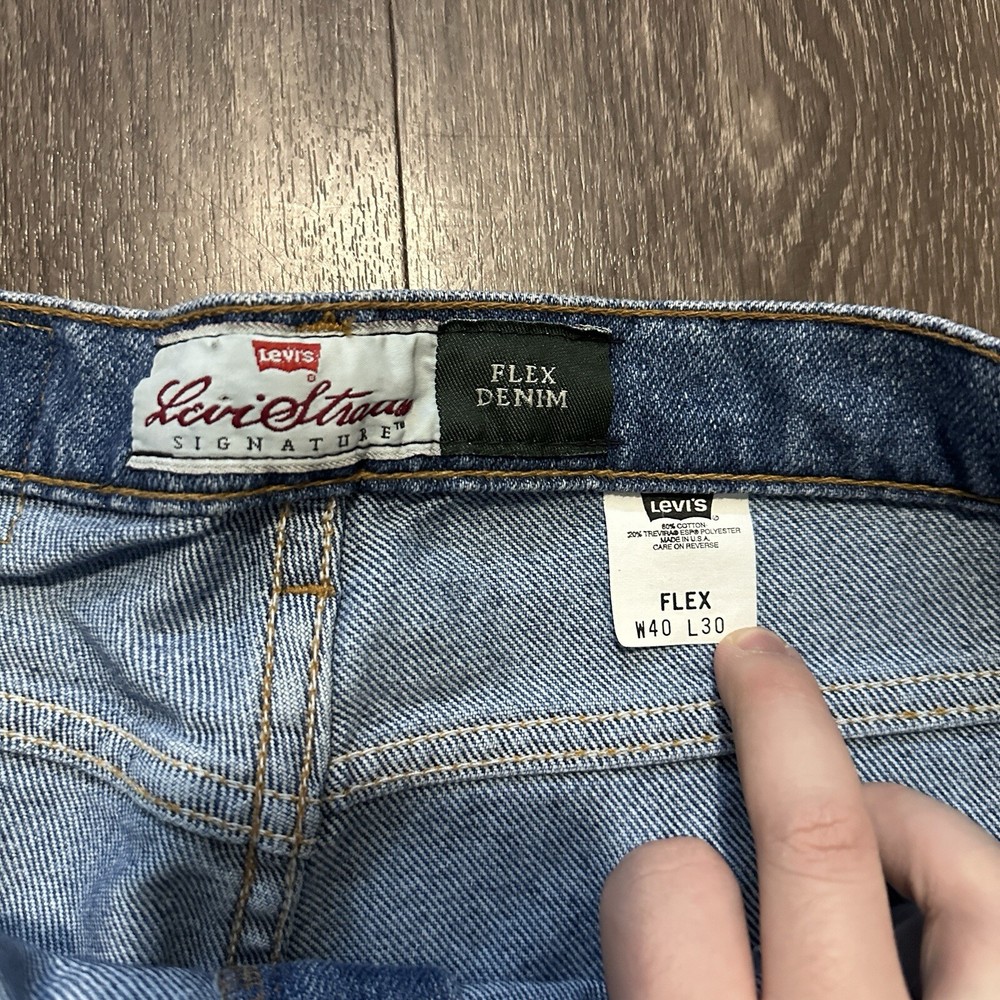 Levi's
®
Levi Strauss
SIGNATURE™
FLEX
DENIM
LEVI'S
®
80% COTTON
20% TREVIRA® ESP® POLYESTER
MADE IN U.S.A.
CARE ON REVERSE
FLEX
W40 L30